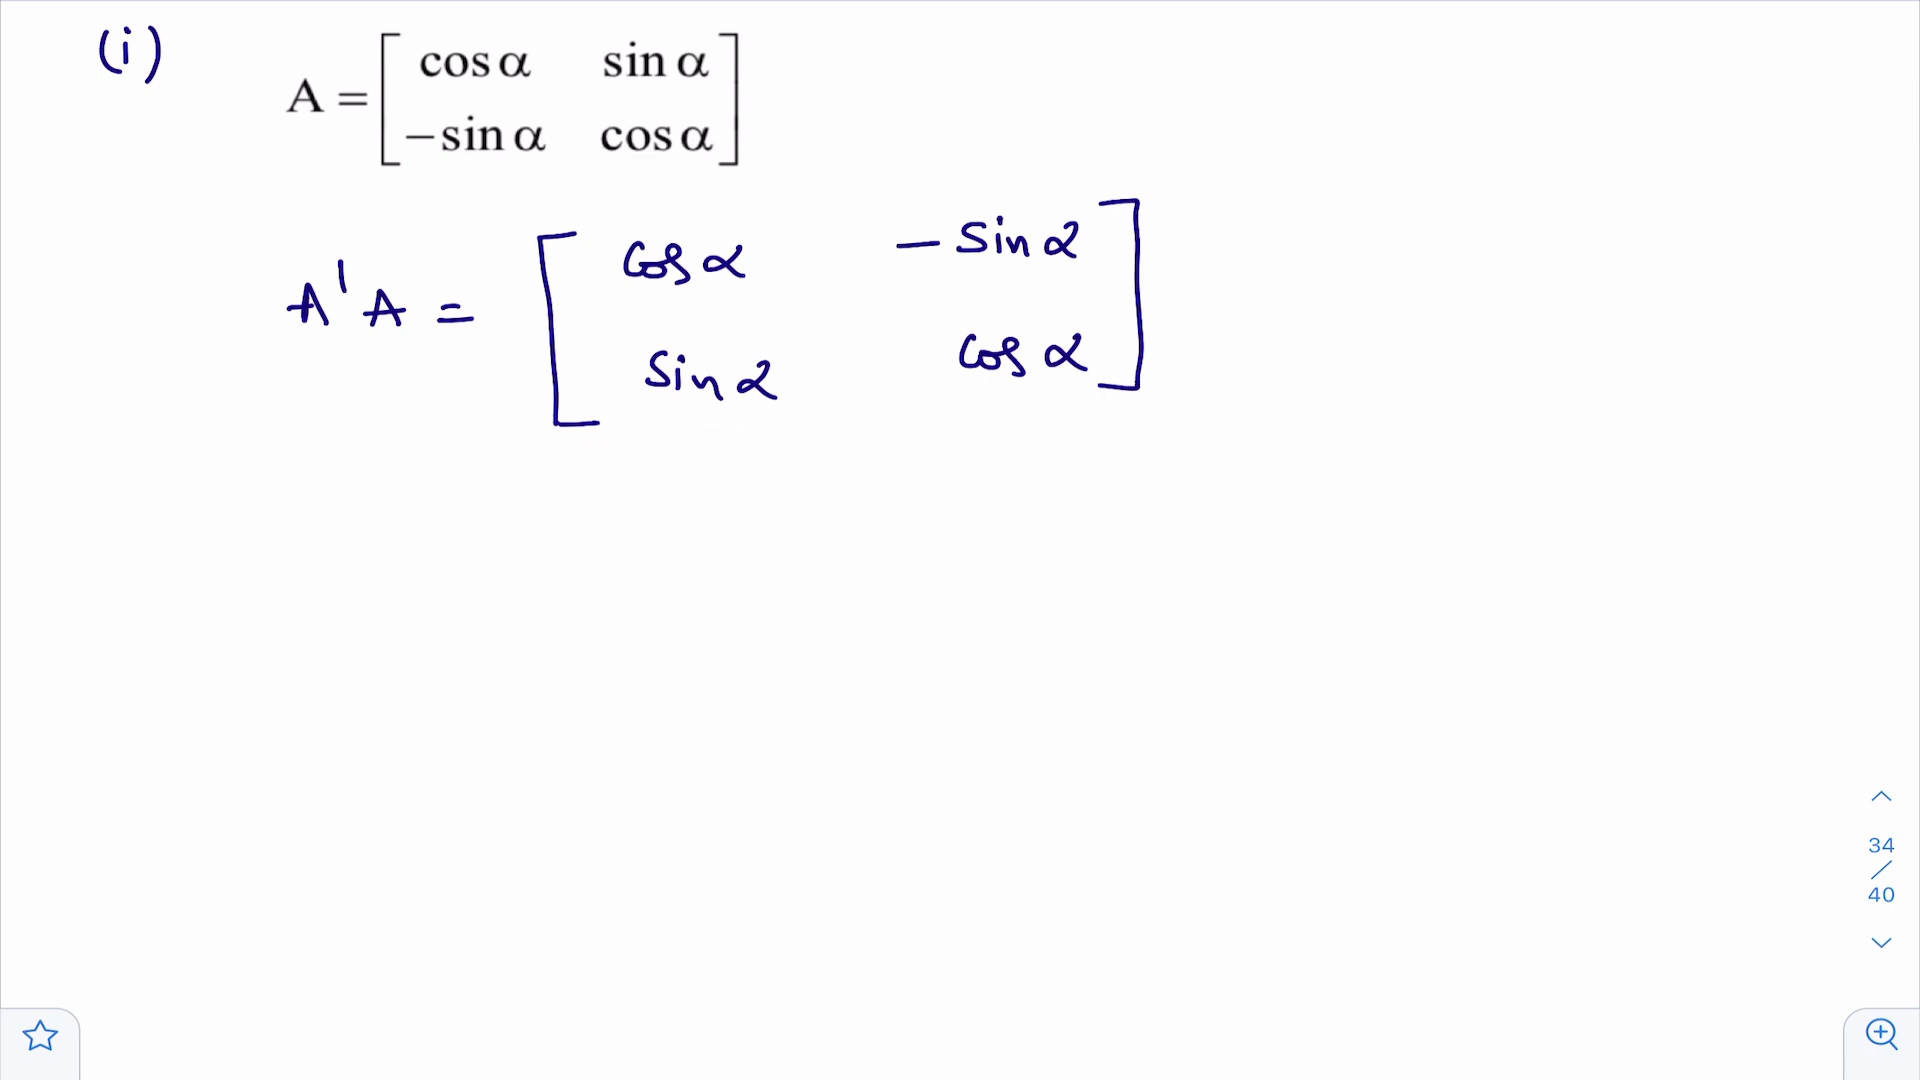 (i)
A = [ cos α sin α
−sin α cos α ]
A'A = [ cos α − sin α
sin α cos α ]
34
/
40